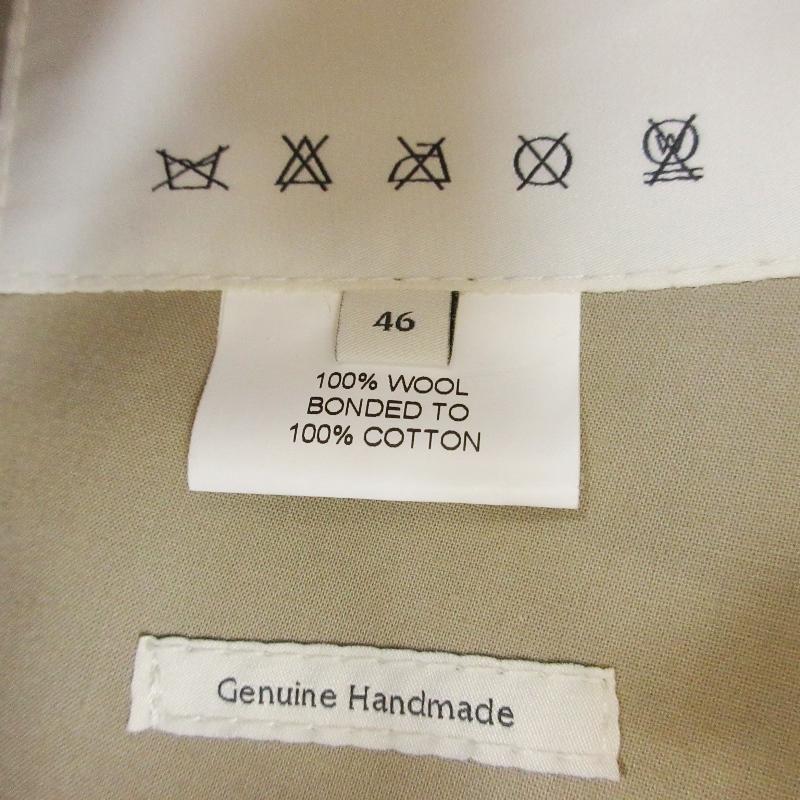 W
46
100% WOOL
BONDED TO
100% COTTON
Genuine Handmade